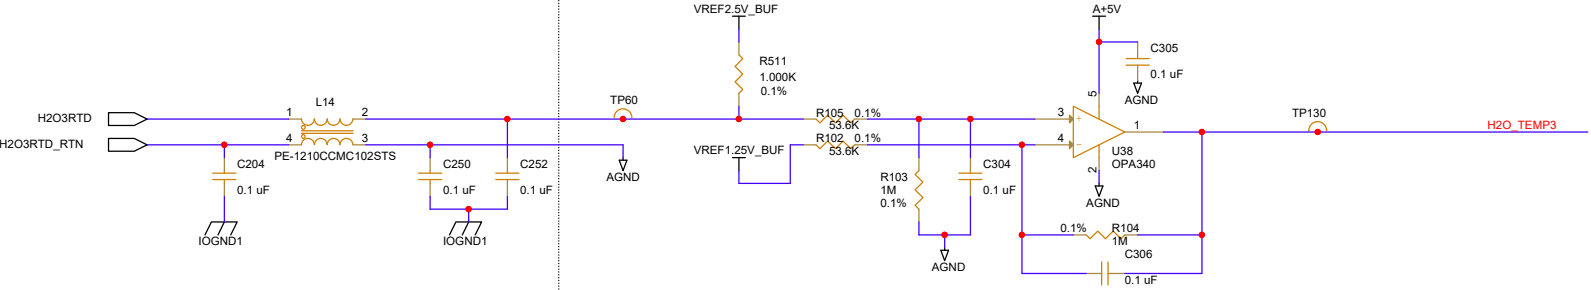 VREF2.5V_BUF
A+5V
R511
1.000K
0.1%
C305
0.1 uF
AGND
L14
TP60
H2O3RTD
1
2
R105
0.1%
53.6K
3
5
1
TP130
H2O_TEMP3
H2O3RTD_RTN
4
3
PE-1210CCMC102STS
R102
0.1%
53.6K
4
+
-
U38
OPA340
2
VREF1.25V_BUF
C204
0.1 uF
C250
0.1 uF
C252
0.1 uF
AGND
R103
1M
0.1%
C304
0.1 uF
AGND
IOGND1
IOGND1
0.1%
R104
1M
AGND
C306
0.1 uF